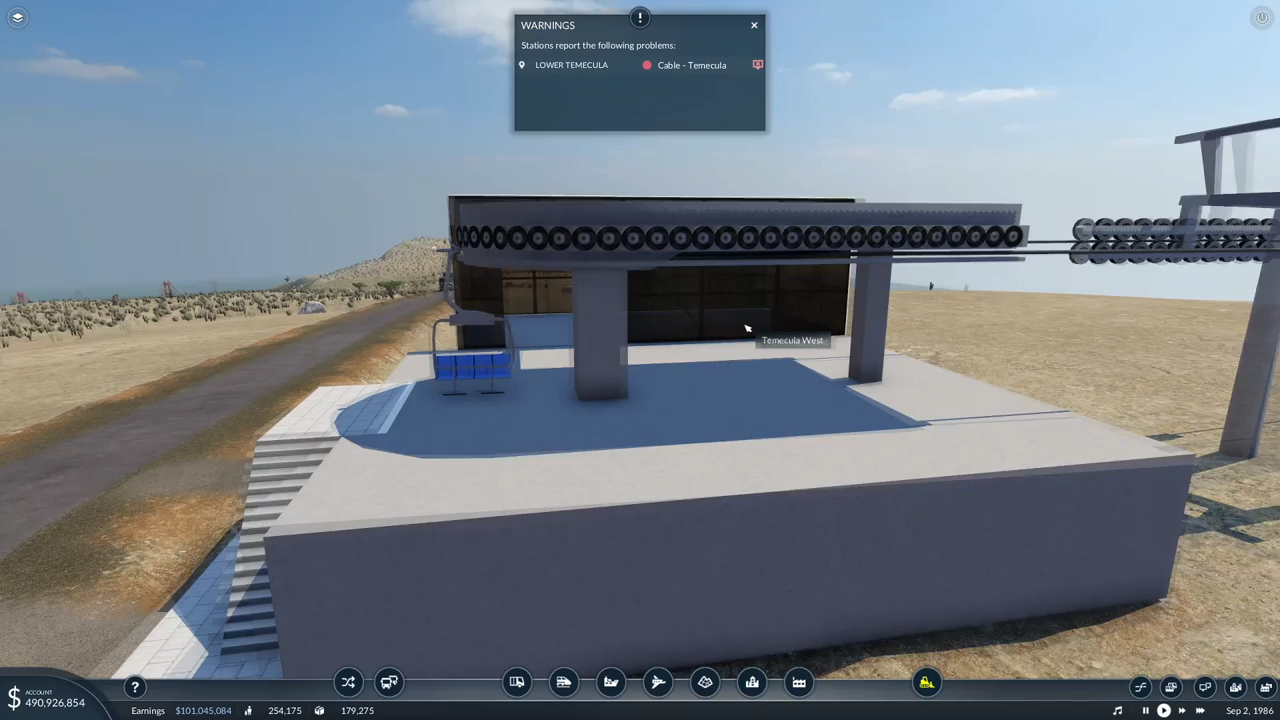 WARNINGS
Stations report the following problems:
LOWER TEMECULA Cable - Temecula
Temecula West
ACCOUNT
$ 490,926,854
Earnings $101,045,084 254,175 179,275
Sep 2, 1986